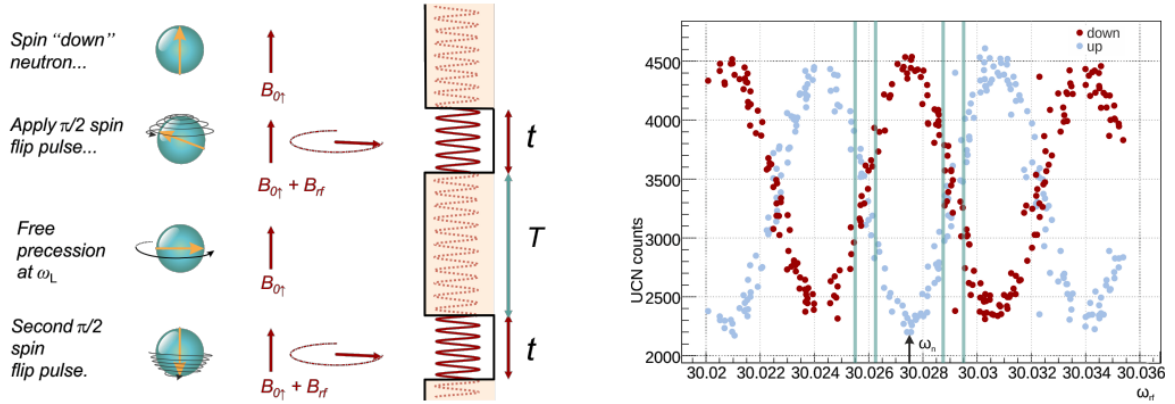 Spin “down”
neutron...
B0↑
Apply π/2 spin
flip pulse...
B0↑ + Brf
t
Free
precession
at ωL
B0↑
T
Second π/2
spin
flip pulse.
B0↑ + Brf
t
down
up
UCN counts
4500
4000
3500
3000
2500
2000
ωn
30.02 30.022 30.024 30.026 30.028 30.03 30.032 30.034 30.036
ωrf